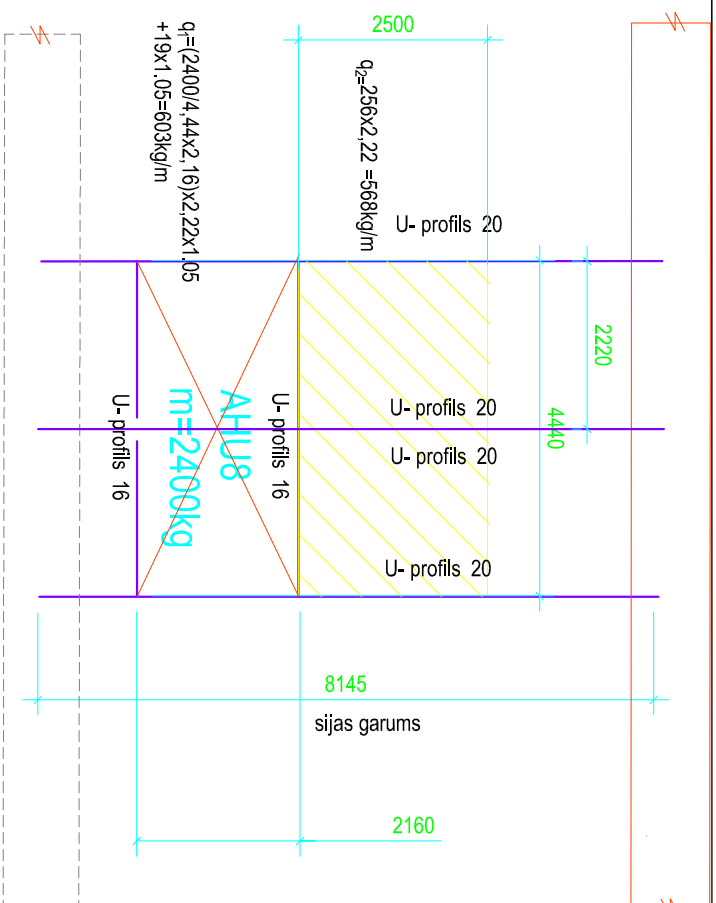 2500
q2=256x2,22 =568kg/m
q1=(2400/4,44x2,16)x2,22x1.05
+19x1.05=603kg/m
U- profils 20
2220
4440
U- profils 20
U- profils 20
U- profils 16
AHU8
m=2400kg
U- profils 16
U- profils 20
8145
sijas garums
2160